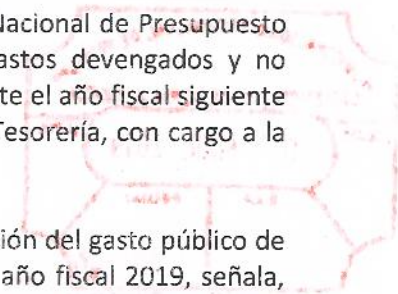 Nacional de Presupuesto
astos devengados y no
te el año fiscal siguiente
Tesorería, con cargo a la
ión del gasto público de
año fiscal 2019, señala,